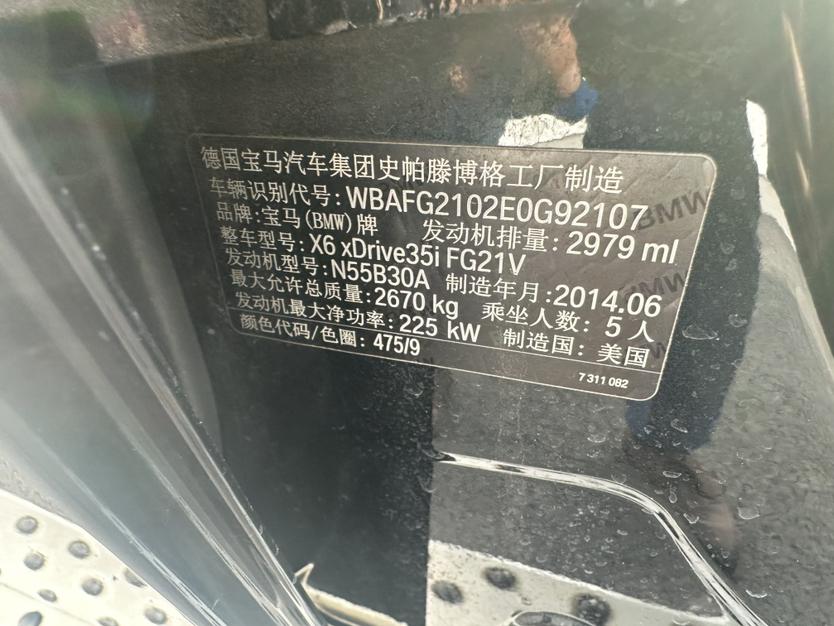 德国宝马汽车集团史帕滕博格工厂制造
车辆识别代号: WBAFG2102E0G92107
品牌: 宝马(BMW)牌 发动机排量: 2979 ml
整车型号: X6 xDrive35i FG21V
发动机型号: N55B30A 制造年月: 2014.06
最大允许总质量: 2670 kg 乘坐人数: 5 人
发动机最大净功率: 225 kW 制造国: 美国
颜色代码/色圈: 475/9
7 311 082
BMW